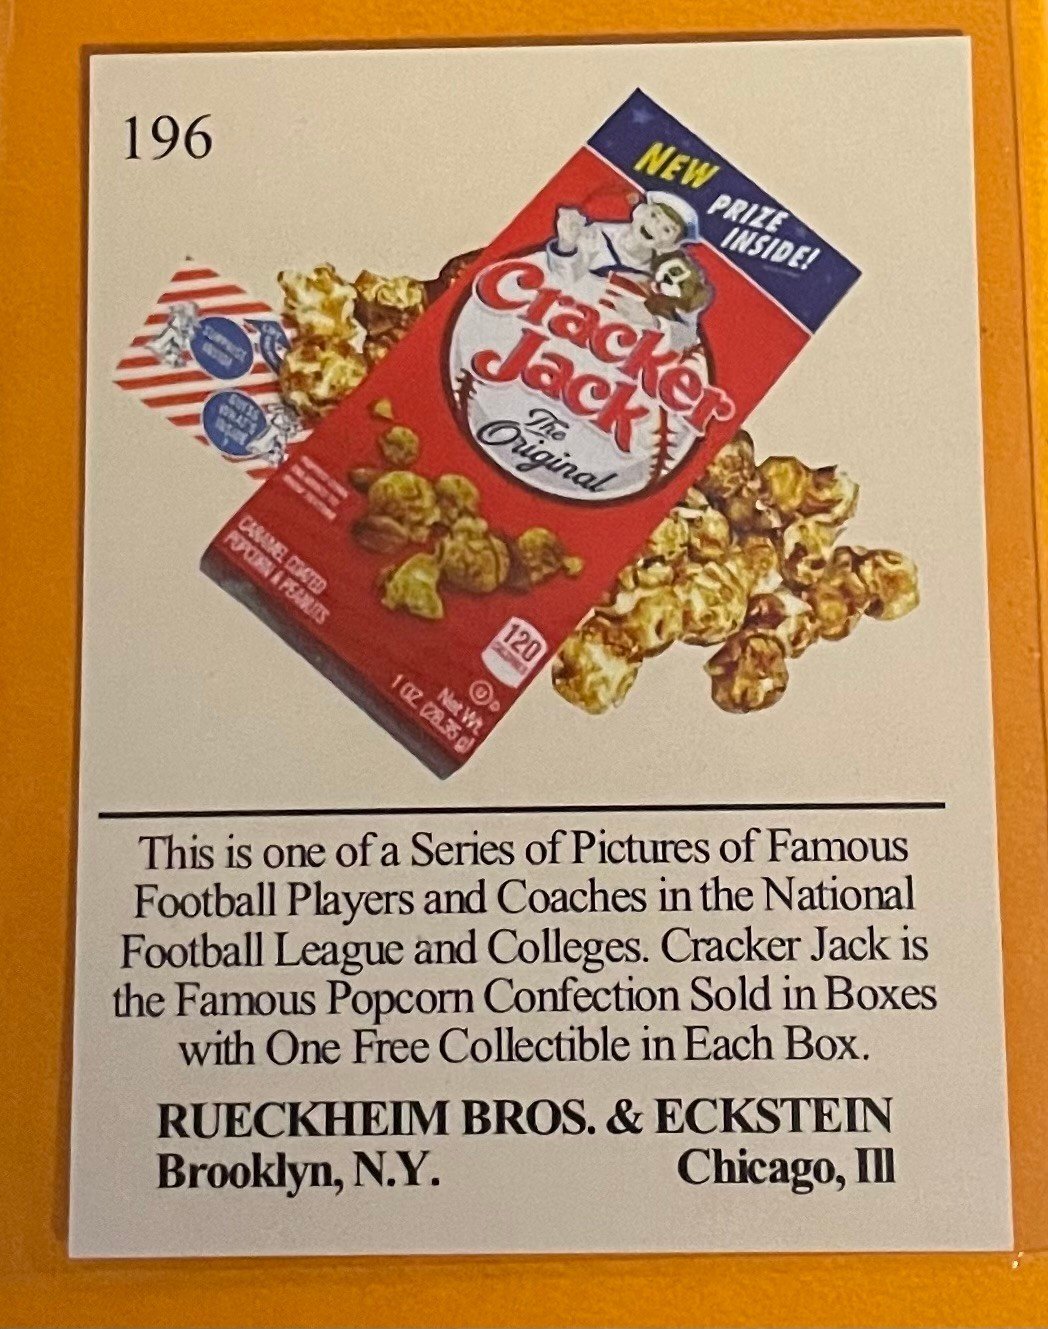 196
NEW
PRIZE
INSIDE!
Cracker
Jack
The
Original
CARAMEL COATED
POPCORN & PEANUTS
120
CALORIES
Net Wt.
1 OZ. (28.35 g)
This is one of a Series of Pictures of Famous
Football Players and Coaches in the National
Football League and Colleges. Cracker Jack is
the Famous Popcorn Confection Sold in Boxes
with One Free Collectible in Each Box.
RUECKHEIM BROS. & ECKSTEIN
Brooklyn, N.Y. Chicago, Ill